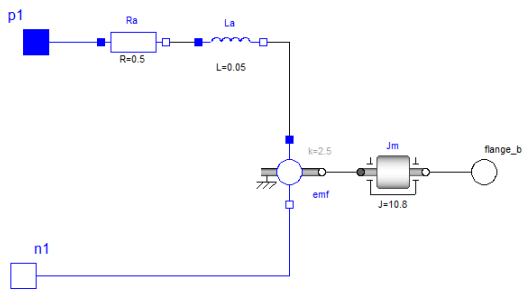 p1
Ra
La
R=0.5
L=0.05
k=2.5
Jm
flange_b
emf
J=10.8
n1